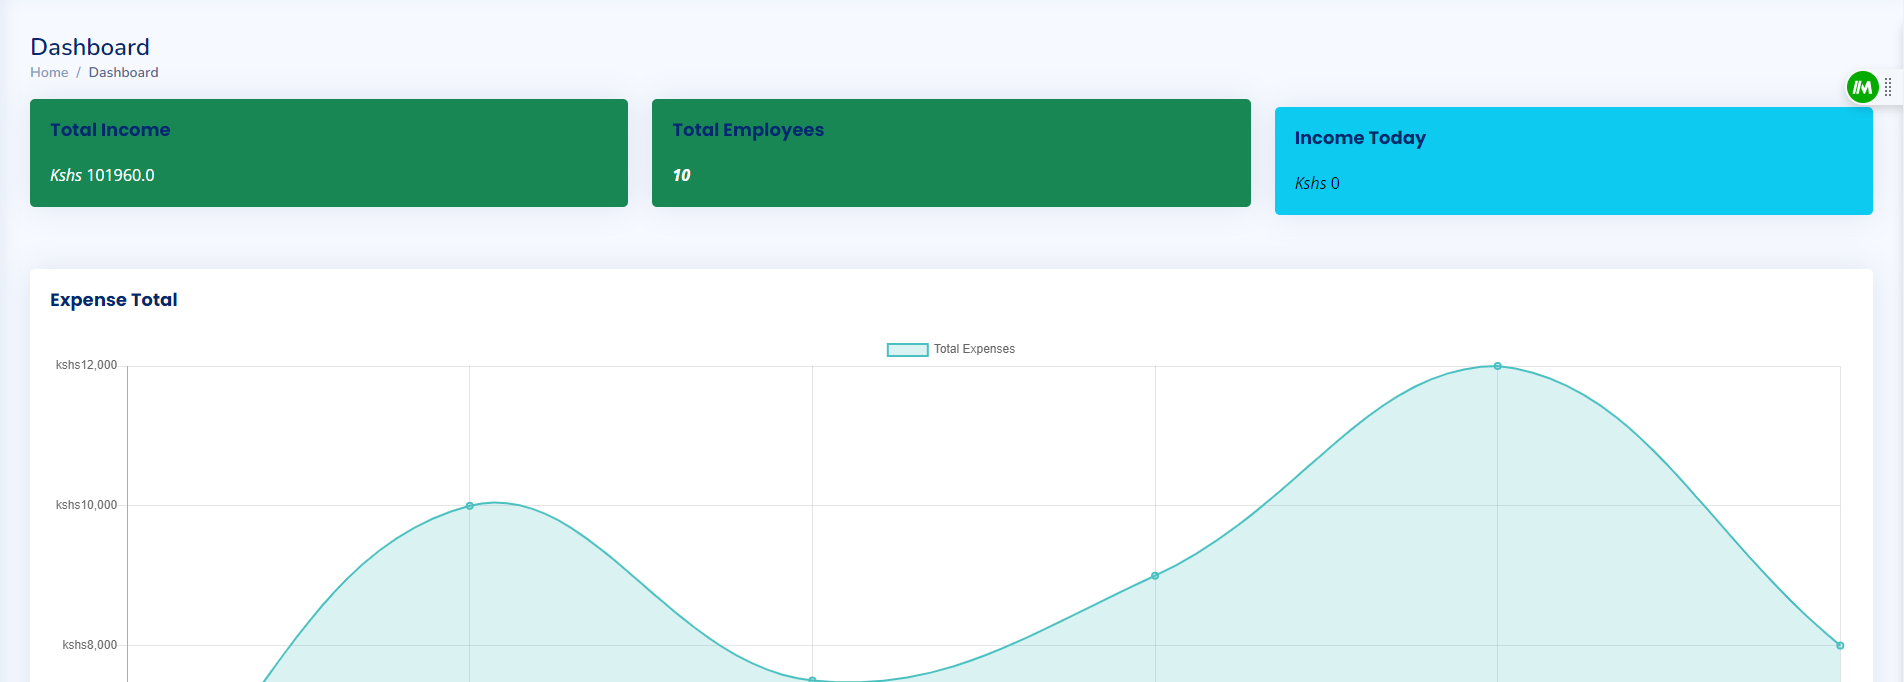 Dashboard
Home / Dashboard
Total Income
Kshs 101960.0
Total Employees
10
Income Today
Kshs 0
Expense Total
Total Expenses
kshs12,000
kshs10,000
kshs8,000